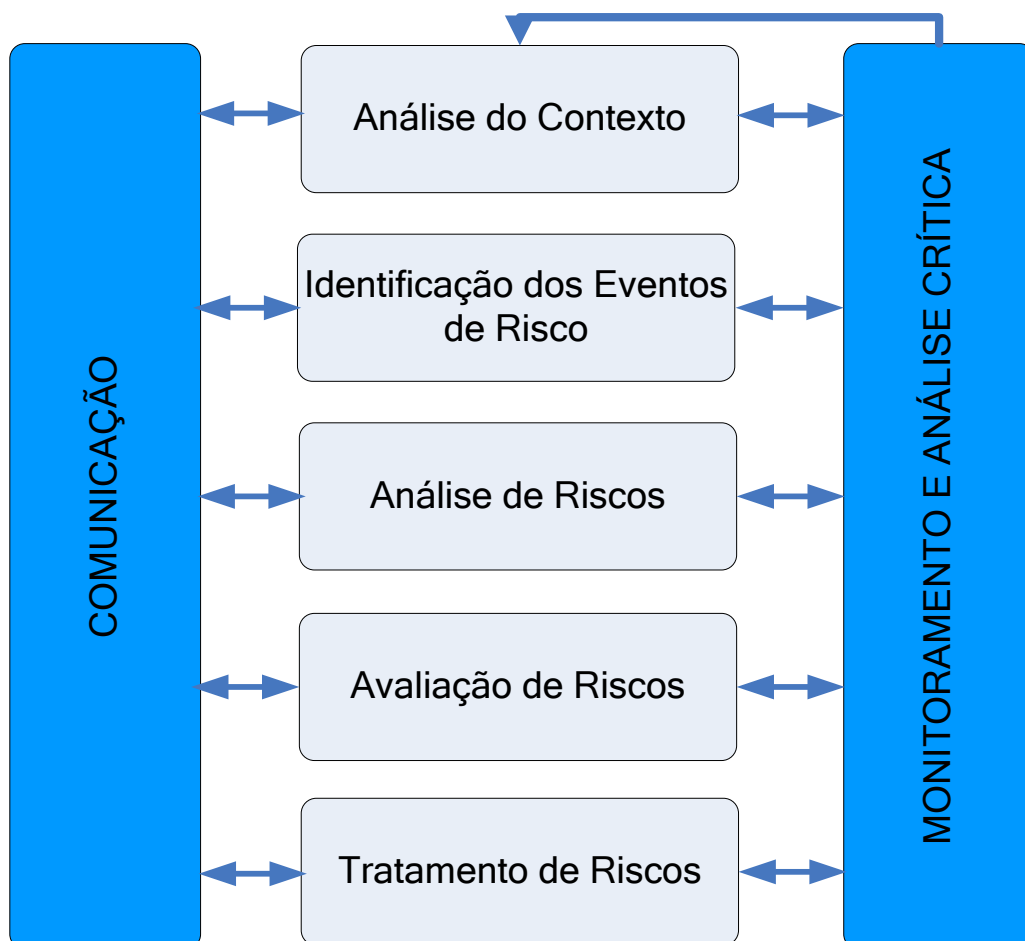 COMUNICAÇÃO
Análise do Contexto
Identificação dos Eventos
de Risco
Análise de Riscos
Avaliação de Riscos
Tratamento de Riscos
MONITORAMENTO E ANÁLISE CRÍTICA